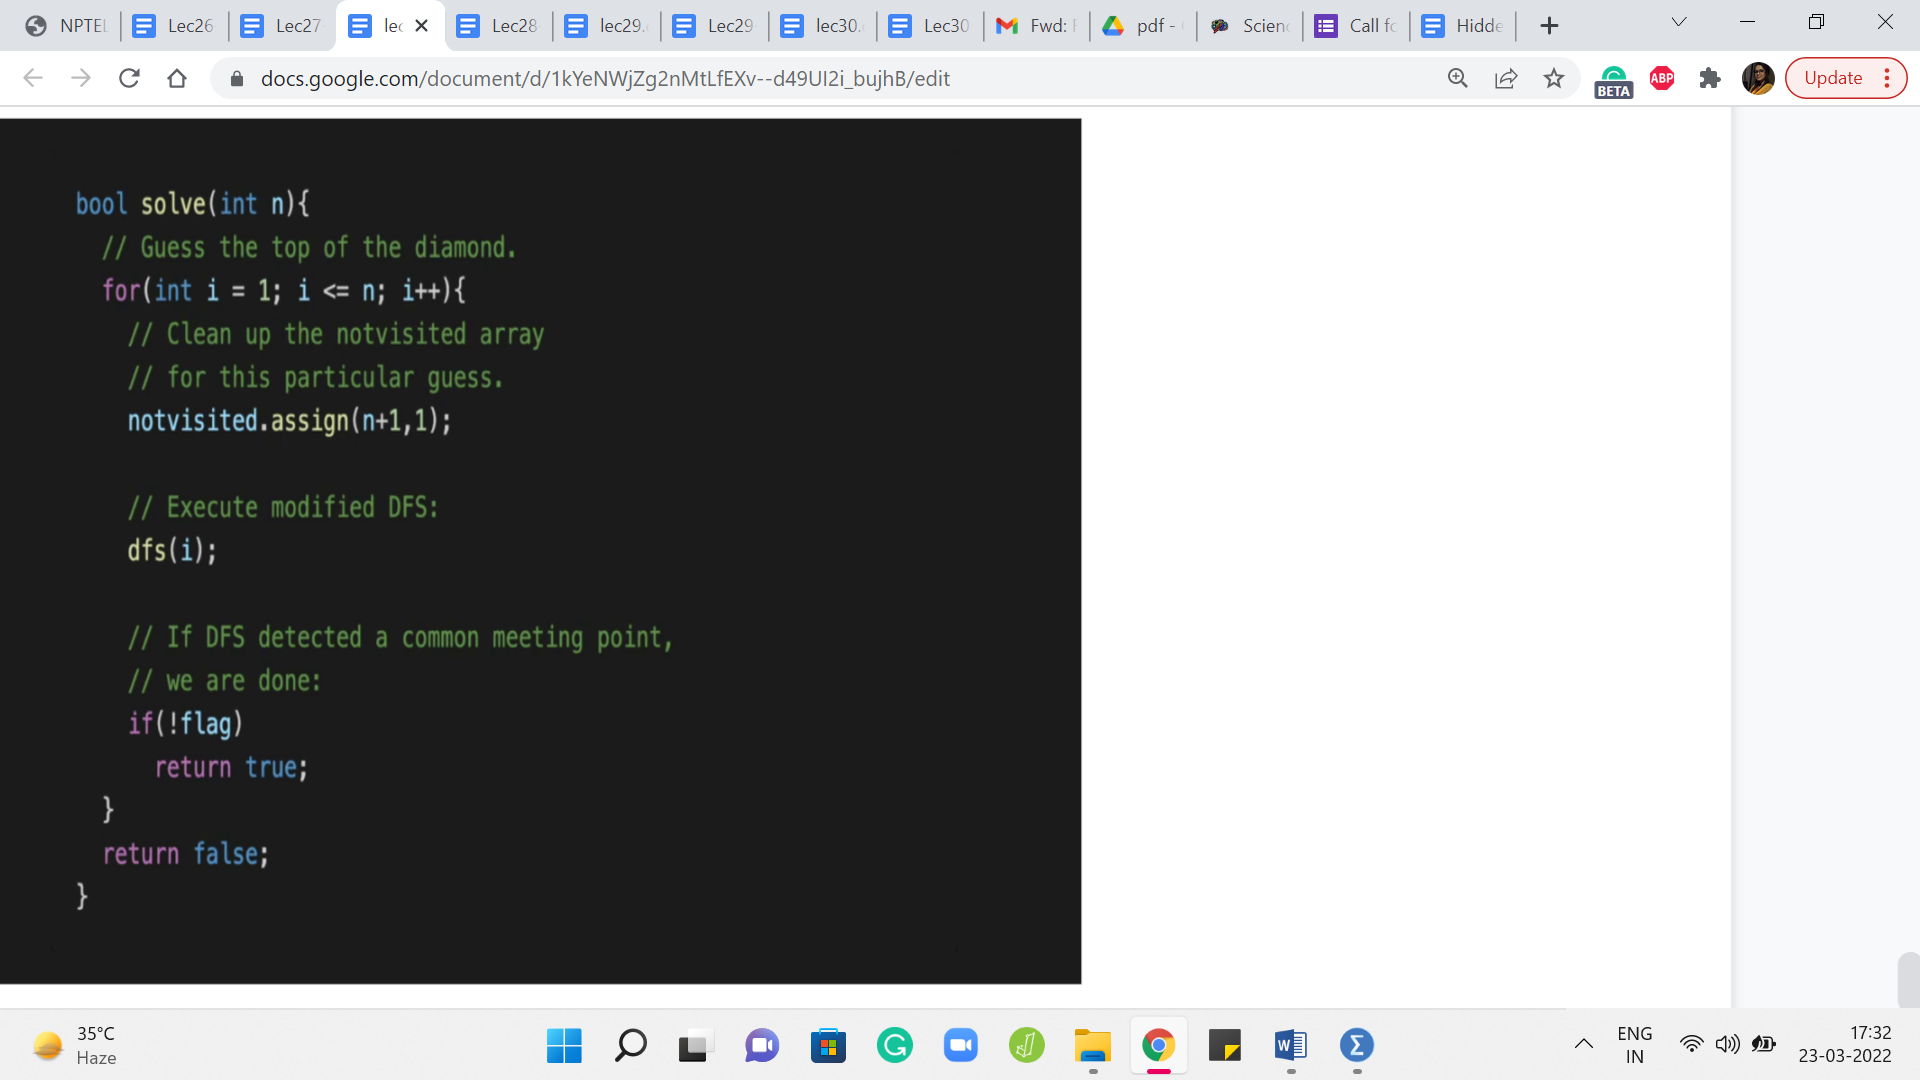 NPTEL
Lec26
Lec27
lec
Lec28
lec29.
Lec29
lec30.
Lec30
Fwd:
pdf -
Scien
Call fo
Hidde
docs.google.com/document/d/1kYeNWjZg2nMtLfEXv--d49UI2i_bujhB/edit
BETA
ABP
Update
bool solve(int n){
// Guess the top of the diamond.
for(int i = 1; i <= n; i++){
// Clean up the notvisited array
// for this particular guess.
notvisited.assign(n+1,1);
// Execute modified DFS:
dfs(i);
// If DFS detected a common meeting point,
// we are done:
if(!flag)
return true;
}
return false;
}
35°C
Haze
ENG
IN
17:32
23-03-2022